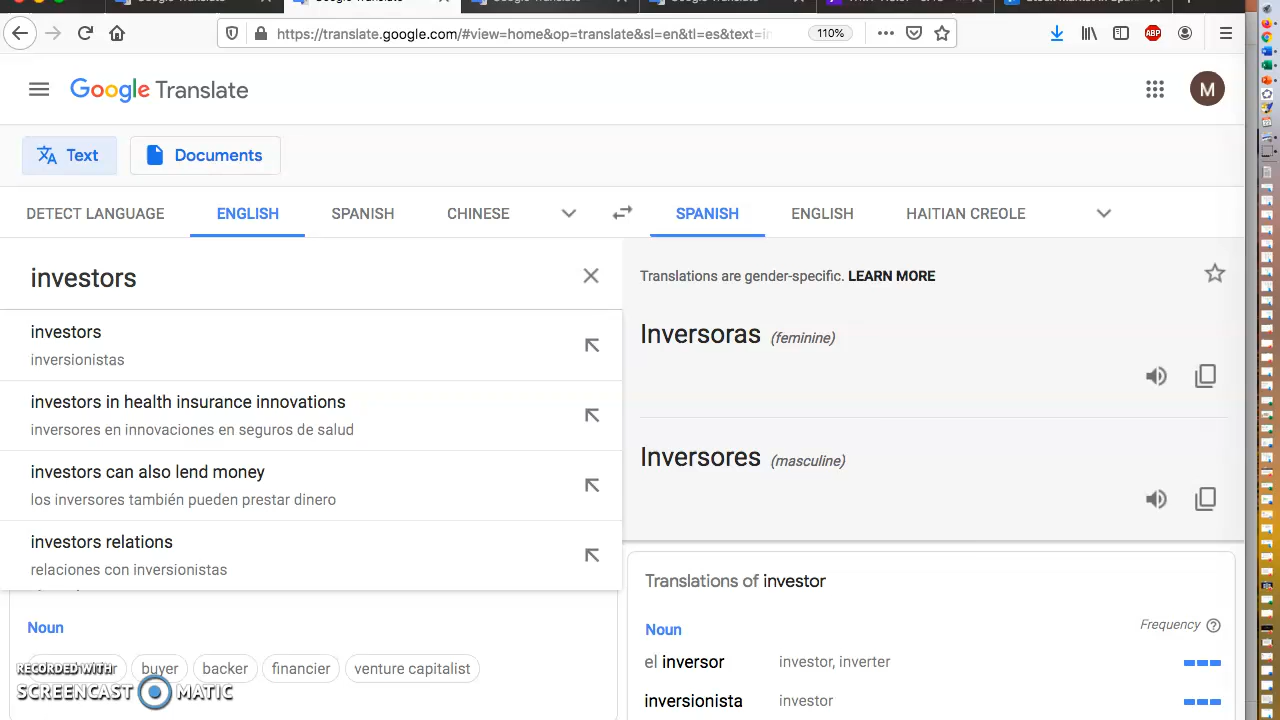 https://translate.google.com/#view=home&op=translate&sl=en&tl=es&text=i
110%
ABP
Google Translate
M
Text
Documents
DETECT LANGUAGE
ENGLISH
SPANISH
CHINESE
SPANISH
ENGLISH
HAITIAN CREOLE
investors
investors
inversionistas
investors in health insurance innovations
inversores en innovaciones en seguros de salud
investors can also lend money
los inversores también pueden prestar dinero
investors relations
relaciones con inversionistas
Noun
buyer
backer
financier
venture capitalist
RECORDED WITH
SCREENCAST MATIC
Translations are gender-specific. LEARN MORE
Inversoras (feminine)
Inversores (masculine)
Translations of investor
Noun
Frequency
el inversor
investor, inverter
inversionista
investor